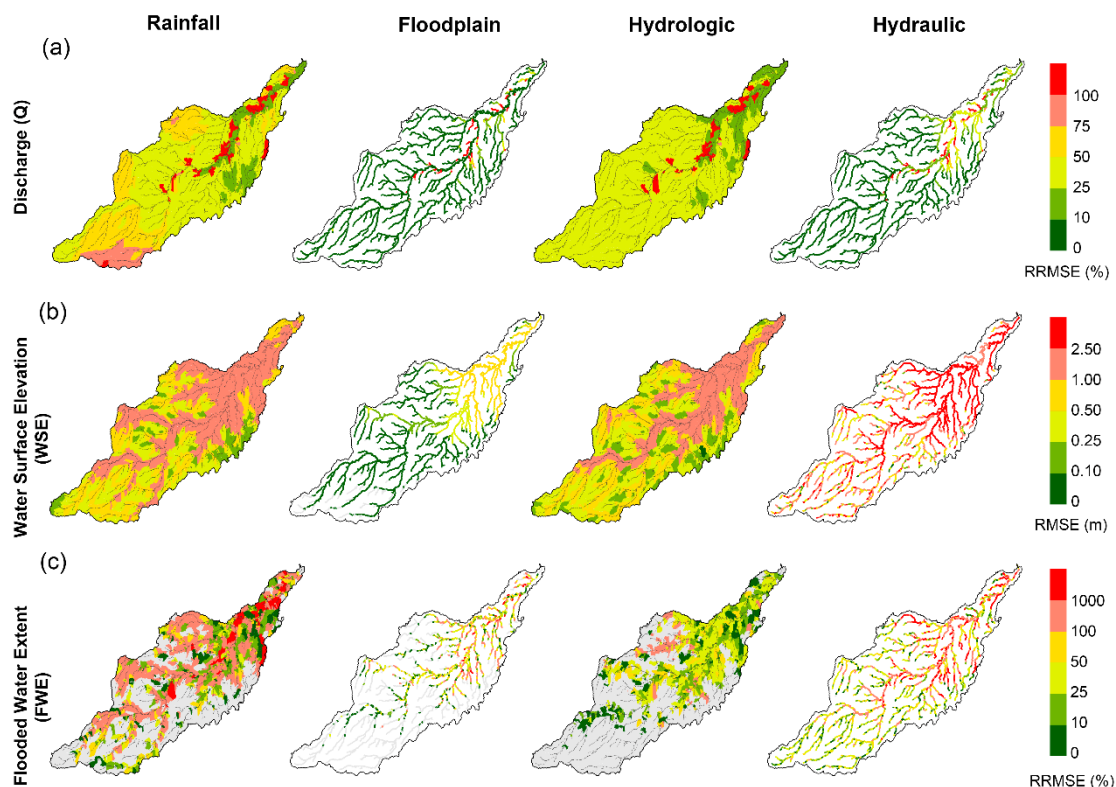 Rainfall
Floodplain
Hydrologic
Hydraulic
(a)
Discharge (Q)
100
75
50
25
10
0
RRMSE (%)
(b)
Water Surface Elevation
(WSE)
2.50
1.00
0.50
0.25
0.10
0
RMSE (m)
(c)
Flooded Water Extent
(FWE)
1000
100
50
25
10
0
RRMSE (%)